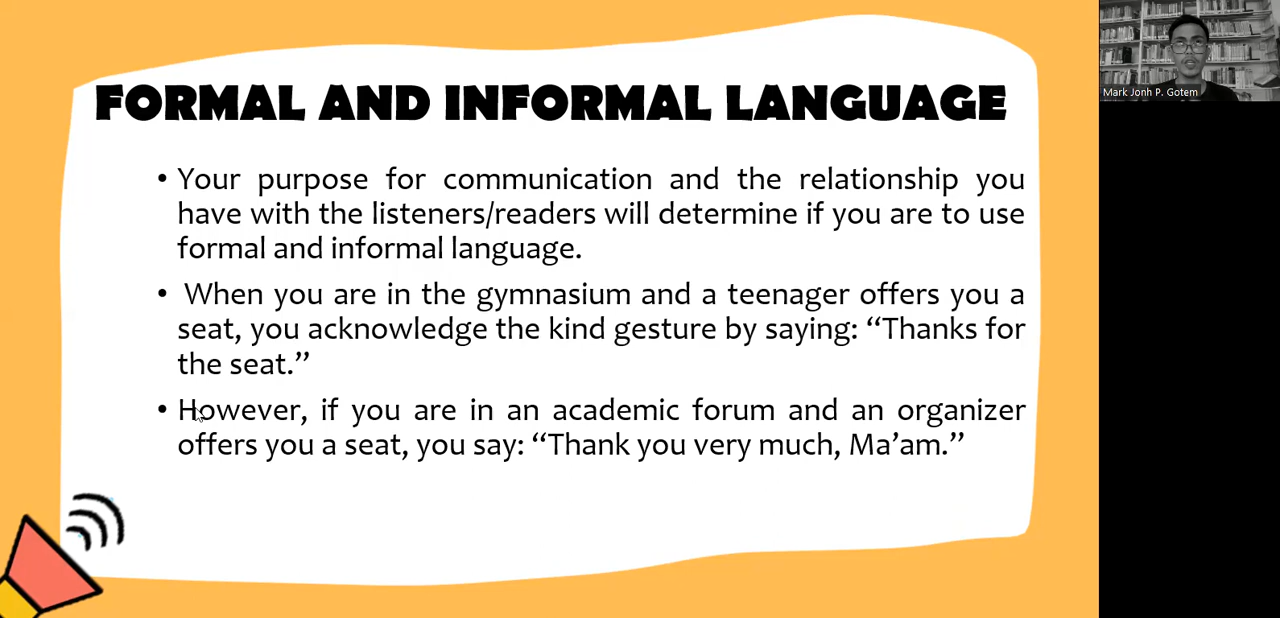 FORMAL AND INFORMAL LANGUAGE
Mark Jonh P. Gotem
• Your purpose for communication and the relationship you
have with the listeners/readers will determine if you are to use
formal and informal language.
• When you are in the gymnasium and a teenager offers you a
seat, you acknowledge the kind gesture by saying: “Thanks for
the seat.”
• However, if you are in an academic forum and an organizer
offers you a seat, you say: “Thank you very much, Ma’am.”